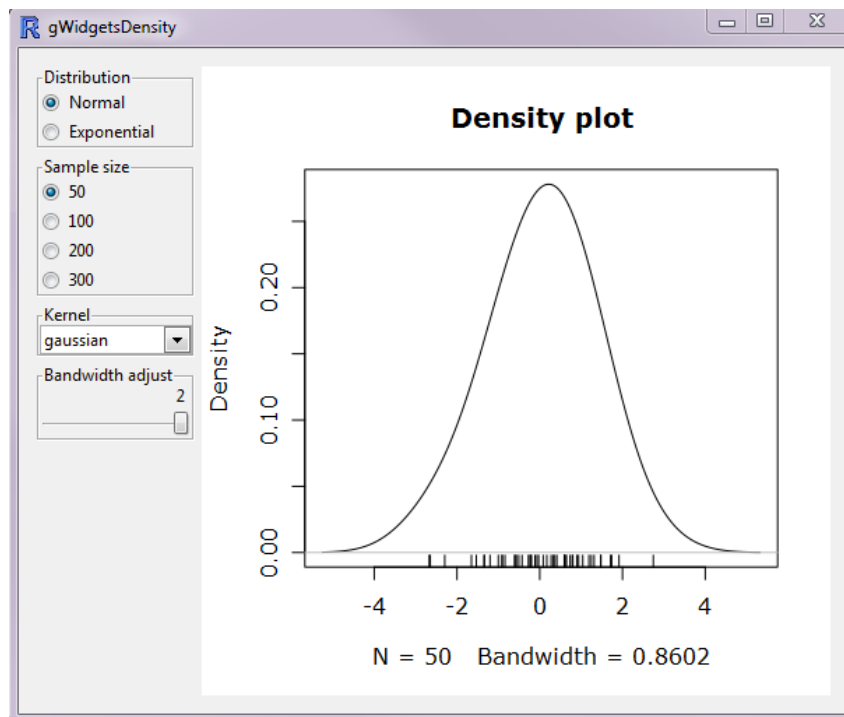 gWidgetsDensity
Distribution
Normal
Exponential
Sample size
50
100
200
300
Kernel
gaussian
Bandwidth adjust
2
Density plot
Density
0.20
0.10
0.00
-4 -2 0 2 4
N = 50 Bandwidth = 0.8602